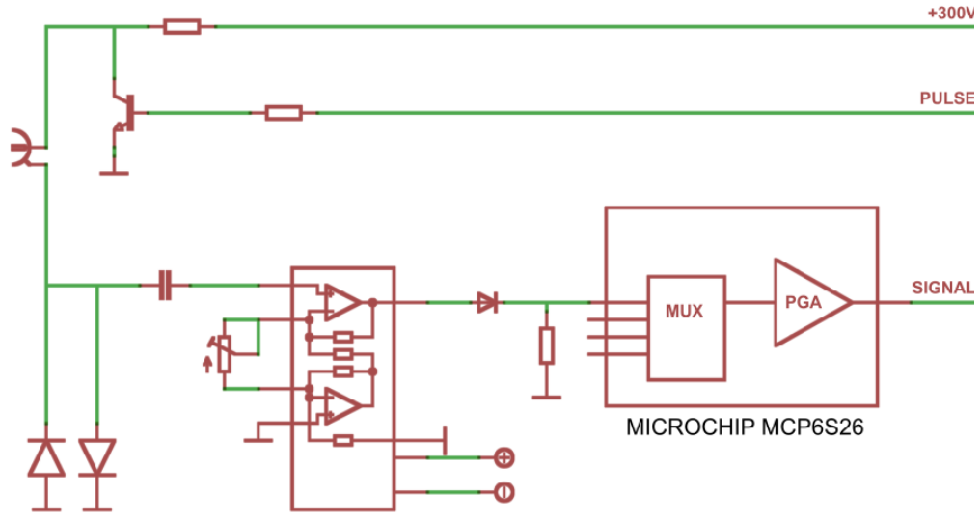 +300V
PULSE
SIGNAL
MUX
PGA
MICROCHIP MCP6S26